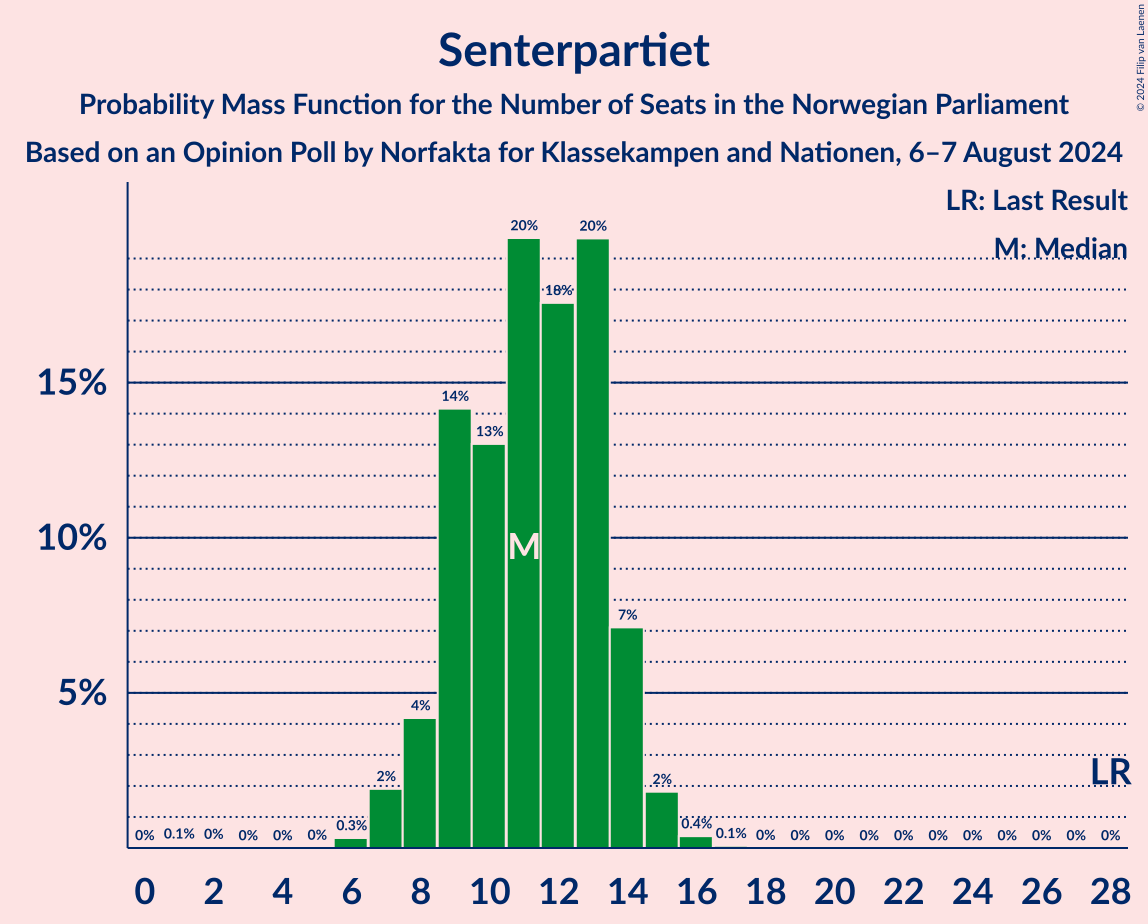 Senterpartiet
Probability Mass Function for the Number of Seats in the Norwegian Parliament
Based on an Opinion Poll by Norfakta for Klassekampen and Nationen, 6–7 August 2024
© 2024 Filip van Laenen
LR: Last Result
M: Median
15%
10%
5%
0% 0.1% 0% 0% 0% 0% 0.3% 2% 4% 14% 13% 20% 18% 20% 7% 2% 0.4% 0.1% 0% 0% 0% 0% 0% 0% 0% 0% 0% 0% 0%
M
LR
0 2 4 6 8 10 12 14 16 18 20 22 24 26 28